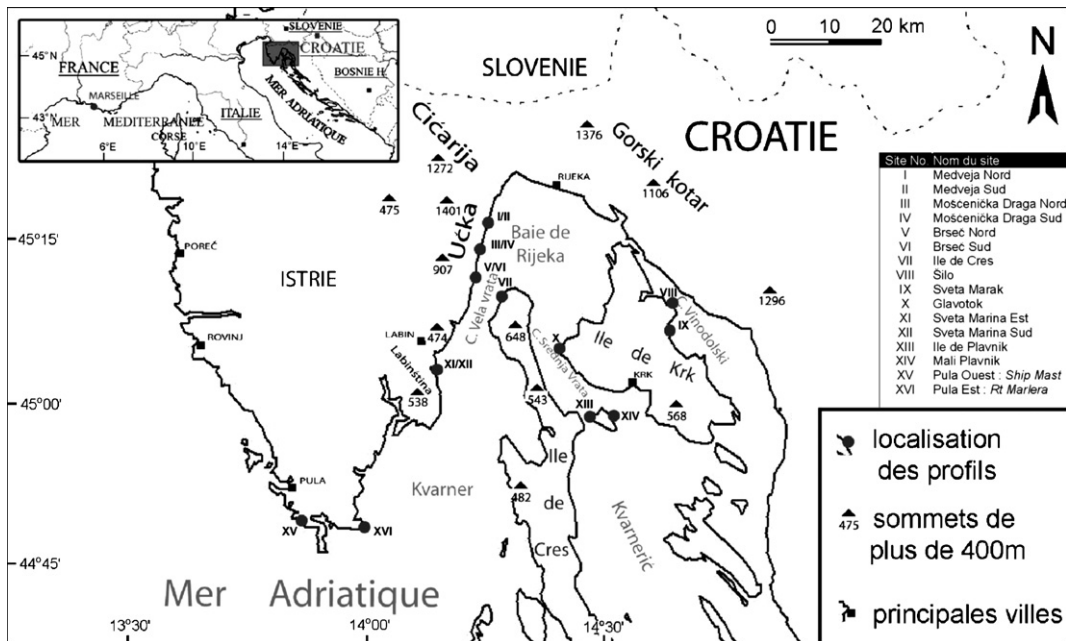 SLOVENIE
CROATIE
45°N
FRANCE
BOSNIE H.
MARSEILLE
43°N
MER MEDITERRANEE
ITALIE
MER ADRIATIQUE
CORSE
6°E
10°E
14°E
0 10 20 km
N
SLOVENIE
CROATIE
Ćićarija
1376
Gorski kotar
1272
1106
RIJEKA
475
1401
Učka
I/II
Baie de
Rijeka
45°15'
POREČ
III/IV
907
V/VI
ISTRIE
VII
C. Vela vrata
VIII
1296
C. Vinodolski
IX
ROVINJ
LABIN
474
648
X
C. Srednja Vrata
Ile
de
Krk
XI/XII
Labinština
KRK
45°00'
538
543
XIII
XIV
568
Ile
de
Cres
PULA
Kvarner
482
Kvarnerić
XV
XVI
44°45'
Mer Adriatique
13°30'
14°00'
14°30'
Site No. Nom du site
I Medveja Nord
II Medveja Sud
III Mošćenička Draga Nord
IV Mošćenička Draga Sud
V Brseč Nord
VI Brseč Sud
VII Ile de Cres
VIII Šilo
IX Sveta Marak
X Glavotok
XI Sveta Marina Est
XII Sveta Marina Sud
XIII Ile de Plavnik
XIV Mali Plavnik
XV Pula Ouest : Ship Mast
XVI Pula Est : Rt Marlera
localisation
des profils
475
sommets de
plus de 400m
principales villes